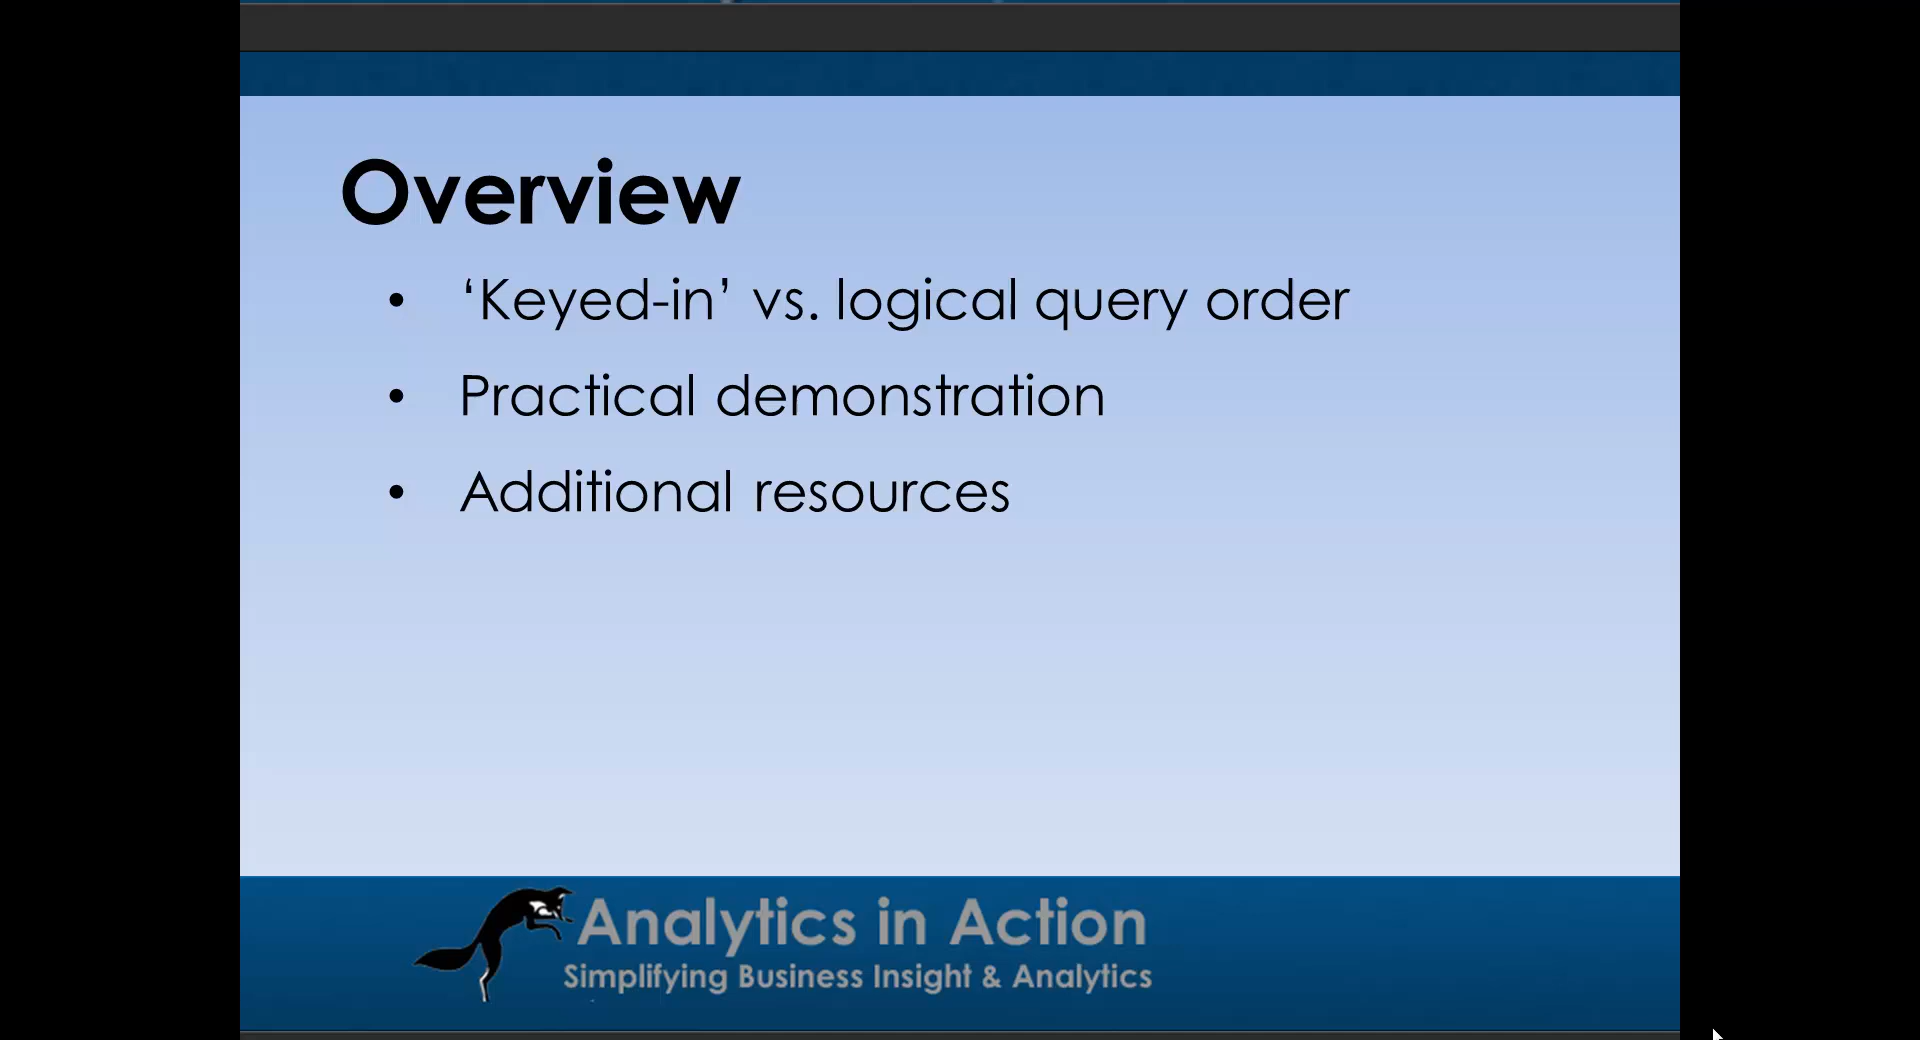 Overview
• ‘Keyed-in’ vs. logical query order
• Practical demonstration
• Additional resources
Analytics in Action
Simplifying Business Insight & Analytics